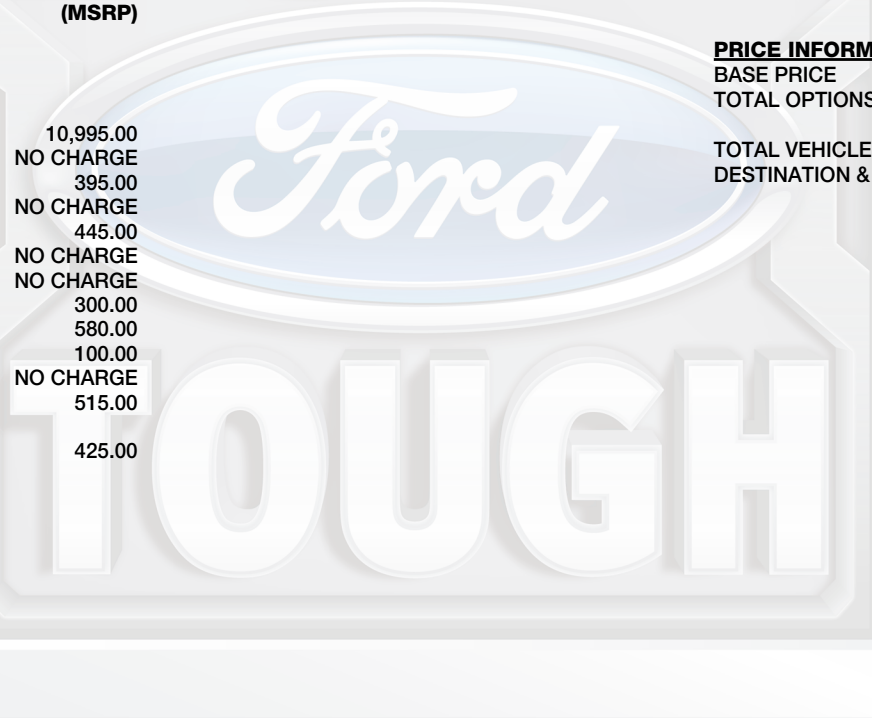 (MSRP)
10,995.00
NO CHARGE
395.00
NO CHARGE
445.00
NO CHARGE
NO CHARGE
300.00
580.00
100.00
NO CHARGE
515.00
425.00
PRICE INFORM
BASE PRICE
TOTAL OPTIONS
TOTAL VEHICLE
DESTINATION &
Ford
TOUGH